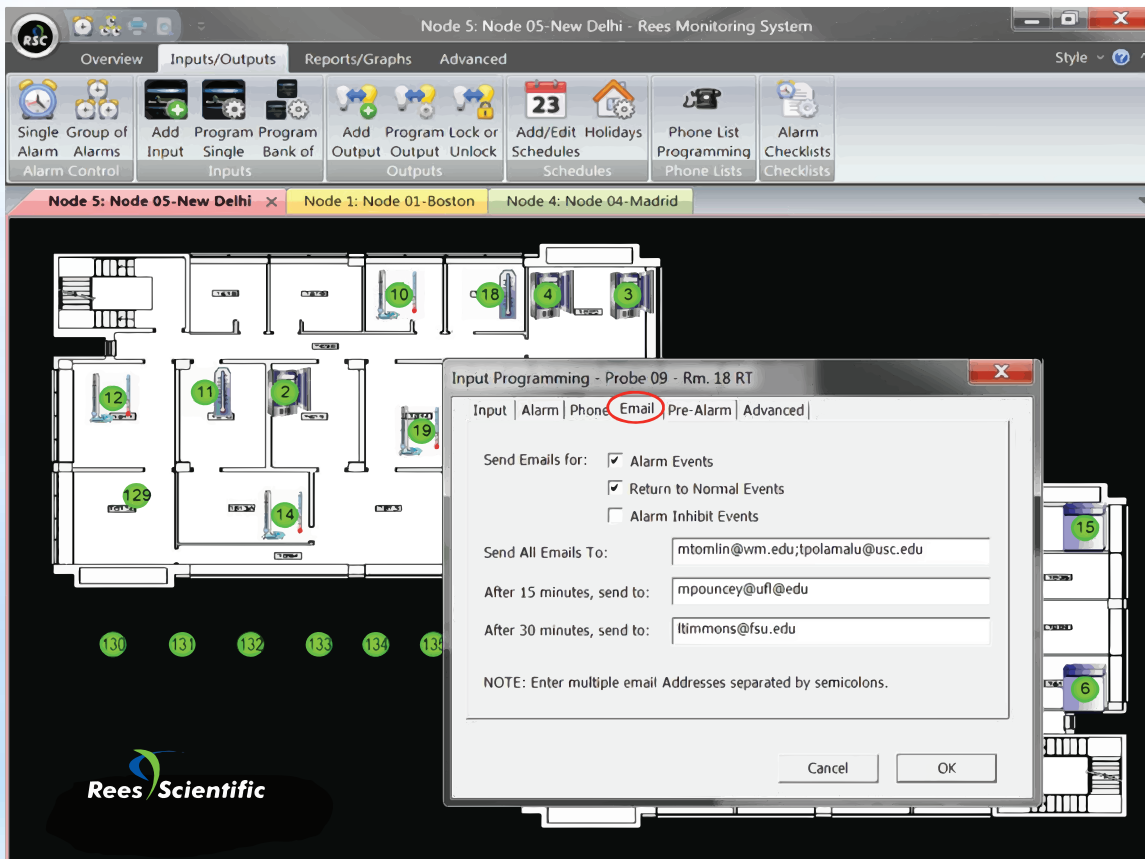 Node 5: Node 05-New Delhi - Rees Monitoring System
RSC
Overview Inputs/Outputs Reports/Graphs Advanced Style
Single Alarm
Group of Alarms
Add Input
Program Single
Program Bank of
Add Output
Program Output
Lock or Unlock
23
Add/Edit Schedules
Holidays
Phone List Programming
Alarm Checklists
Alarm Control Inputs Outputs Schedules Phone Lists Checklists
Node 5: Node 05-New Delhi Node 1: Node 01-Boston Node 4: Node 04-Madrid
10 18 4 3
12 11 2
19
129
14
130 131 132 133 134 135
15
6
Input Programming - Probe 09 - Rm. 18 RT
Input Alarm Phone Email Pre-Alarm Advanced
Send Emails for: Alarm Events
Return to Normal Events
Alarm Inhibit Events
Send All Emails To: mtomlin@wm.edu;tpolamalu@usc.edu
After 15 minutes, send to: mpouncey@ufl@edu
After 30 minutes, send to: ltimmons@fsu.edu
NOTE: Enter multiple email Addresses separated by semicolons.
Cancel OK
Rees Scientific